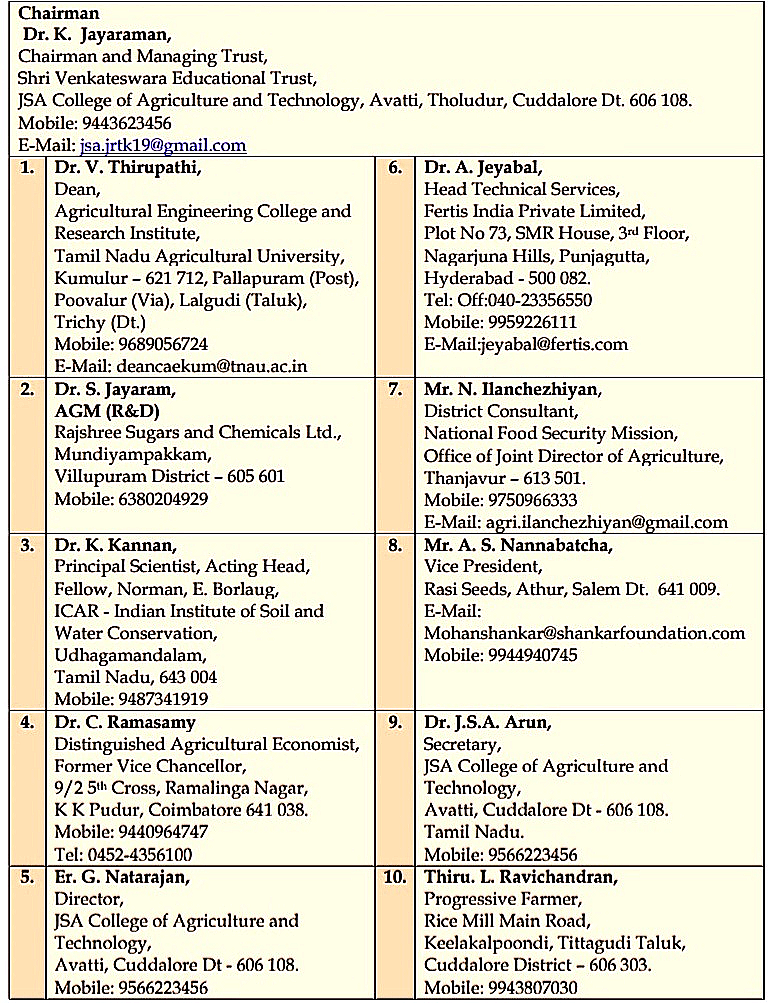 Chairman
Dr. K. Jayaraman,
Chairman and Managing Trust,
Shri Venkateswara Educational Trust,
JSA College of Agriculture and Technology, Avatti, Tholudur, Cuddalore Dt. 606 108.
Mobile: 9443623456
E-Mail: jsa.jrtk19@gmail.com
1. Dr. V. Thirupathi,
Dean,
Agricultural Engineering College and
Research Institute,
Tamil Nadu Agricultural University,
Kumulur – 621 712, Pallapuram (Post),
Poovalur (Via), Lalgudi (Taluk),
Trichy (Dt.)
Mobile: 9689056724
E-Mail: deancaekum@tnau.ac.in
6. Dr. A. Jeyabal,
Head Technical Services,
Fertis India Private Limited,
Plot No 73, SMR House, 3rd Floor,
Nagarjuna Hills, Punjagutta,
Hyderabad - 500 082.
Tel: Off:040-23356550
Mobile: 9959226111
E-Mail:jeyabal@fertis.com
2. Dr. S. Jayaram,
AGM (R&D)
Rajshree Sugars and Chemicals Ltd.,
Mundiyampakkam,
Villupuram District – 605 601
Mobile: 6380204929
7. Mr. N. Ilanchezhiyan,
District Consultant,
National Food Security Mission,
Office of Joint Director of Agriculture,
Thanjavur – 613 501.
Mobile: 9750966333
E-Mail: agri.ilanchezhiyan@gmail.com
3. Dr. K. Kannan,
Principal Scientist, Acting Head,
Fellow, Norman, E. Borlaug,
ICAR - Indian Institute of Soil and
Water Conservation,
Udhagamandalam,
Tamil Nadu, 643 004
Mobile: 9487341919
8. Mr. A. S. Nannabatcha,
Vice President,
Rasi Seeds, Athur, Salem Dt. 641 009.
E-Mail:
Mohanshankar@shankarfoundation.com
Mobile: 9944940745
4. Dr. C. Ramasamy
Distinguished Agricultural Economist,
Former Vice Chancellor,
9/2 5th Cross, Ramalinga Nagar,
K K Pudur, Coimbatore 641 038.
Mobile: 9440964747
Tel: 0452-4356100
9. Dr. J.S.A. Arun,
Secretary,
JSA College of Agriculture and
Technology,
Avatti, Cuddalore Dt - 606 108.
Tamil Nadu.
Mobile: 9566223456
5. Er. G. Natarajan,
Director,
JSA College of Agriculture and
Technology,
Avatti, Cuddalore Dt - 606 108.
Mobile: 9566223456
10. Thiru. L. Ravichandran,
Progressive Farmer,
Rice Mill Main Road,
Keelakalpoondi, Tittagudi Taluk,
Cuddalore District – 606 303.
Mobile: 9943807030